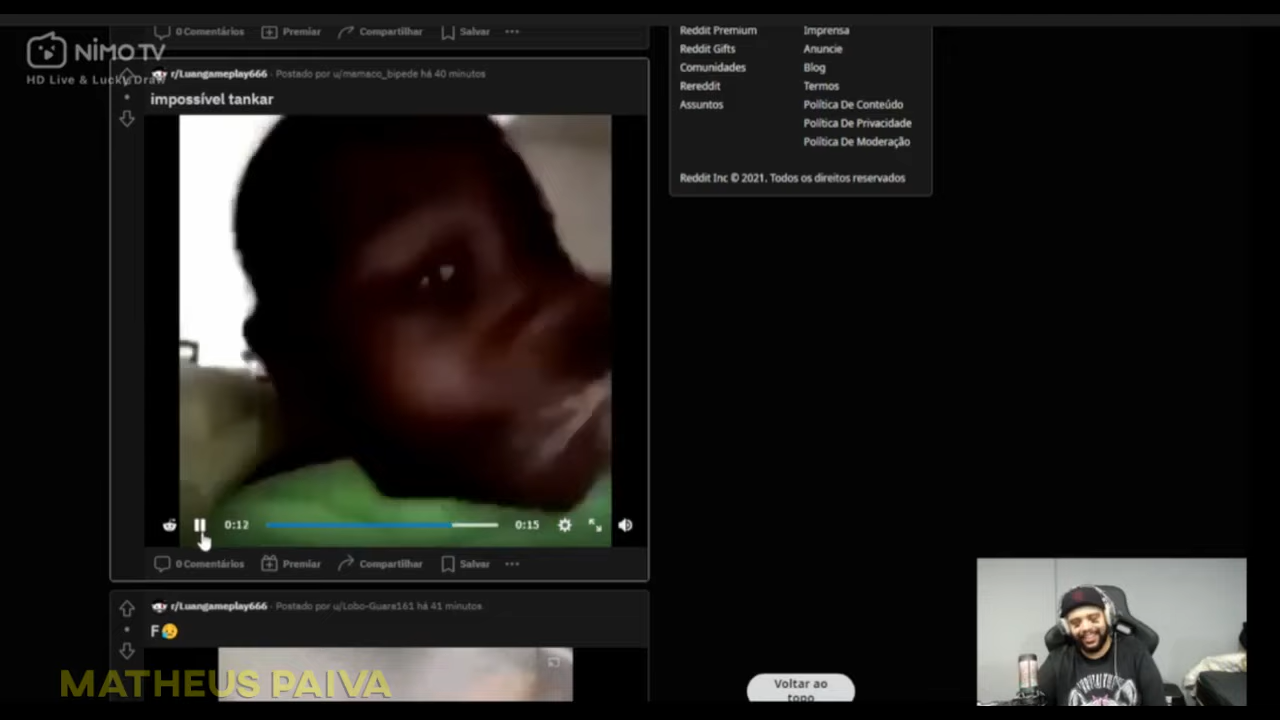 0 Comentários Premiar Compartilhar Salvar
NIMO TV
HD Live & Lucky Draw
r/Luangameplay666 · Postado por u/mamaco_bipede há 40 minutos
impossível tankar
0:12
0:15
0 Comentários Premiar Compartilhar Salvar
r/Luangameplay666 · Postado por u/Lobo-Guara161 há 41 minutos
F😥
MATHEUS PAIVA
Reddit Premium
Reddit Gifts
Comunidades
Rereddit
Assuntos
Imprensa
Anuncie
Blog
Termos
Política De Conteúdo
Política De Privacidade
Política De Moderação
Reddit Inc © 2021. Todos os direitos reservados
Voltar ao
topo